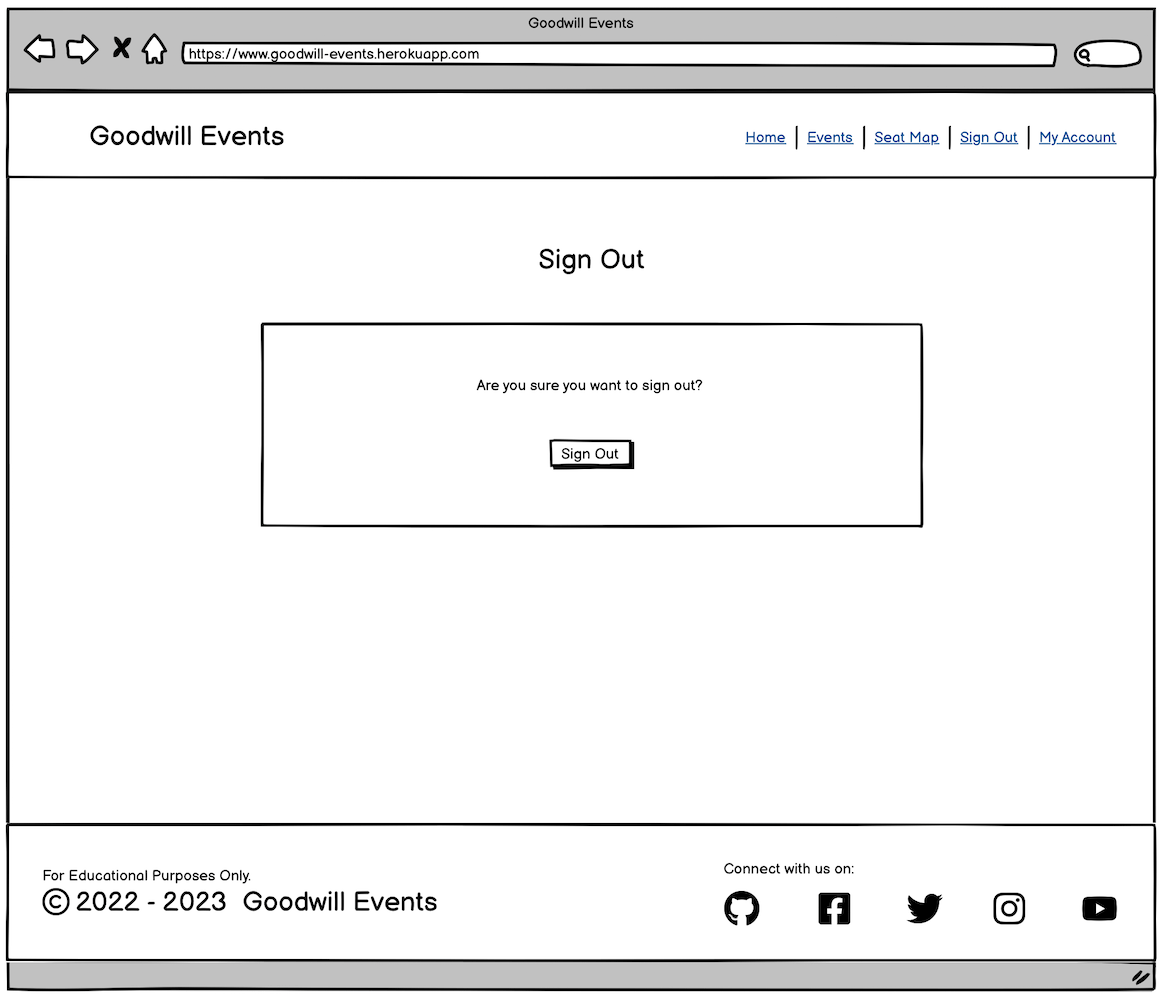 Goodwill Events
https://www.goodwill-events.herokuapp.com
Goodwill Events
Home Events Seat Map Sign Out My Account
Sign Out
Are you sure you want to sign out?
Sign Out
For Educational Purposes Only.
© 2022 - 2023 Goodwill Events
Connect with us on: